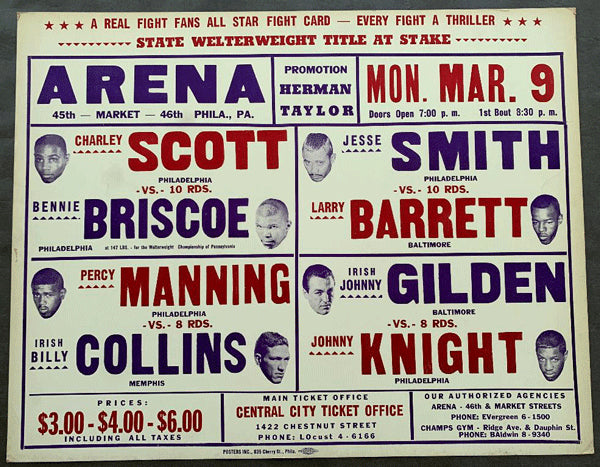 ★ ★ ★ A REAL FIGHT FANS ALL STAR FIGHT CARD — EVERY FIGHT A THRILLER ★ ★ ★
STATE WELTERWEIGHT TITLE AT STAKE
ARENA
45th — MARKET — 46th PHILA., PA.
PROMOTION
HERMAN
TAYLOR
MON. MAR. 9
Doors Open 7:00 p. m. 1st Bout 8:30 p. m.
CHARLEY SCOTT
PHILADELPHIA
-VS.- 10 RDS.
BENNIE BRISCOE
PHILADELPHIA at 147 LBS. - for the Welterweight Championship of Pennsylvania
JESSE SMITH
PHILADELPHIA
-VS.- 10 RDS.
LARRY BARRETT
BALTIMORE
PERCY MANNING
PHILADELPHIA
-VS.- 8 RDS.
IRISH BILLY COLLINS
MEMPHIS
IRISH JOHNNY GILDEN
BALTIMORE
-VS.- 8 RDS.
JOHNNY KNIGHT
PHILADELPHIA
PRICES:
$3.00 - $4.00 - $6.00
INCLUDING ALL TAXES
MAIN TICKET OFFICE
CENTRAL CITY TICKET OFFICE
1422 CHESTNUT STREET
PHONE: LOcust 4 - 6166
OUR AUTHORIZED AGENCIES
ARENA - 46th & MARKET STREETS
PHONE: EVergreen 6 - 1500
CHAMPS GYM - Ridge Ave. & Dauphin St.
PHONE: BAldwin 8 - 9340
POSTERS INC., 835 Cherry St., Phila.